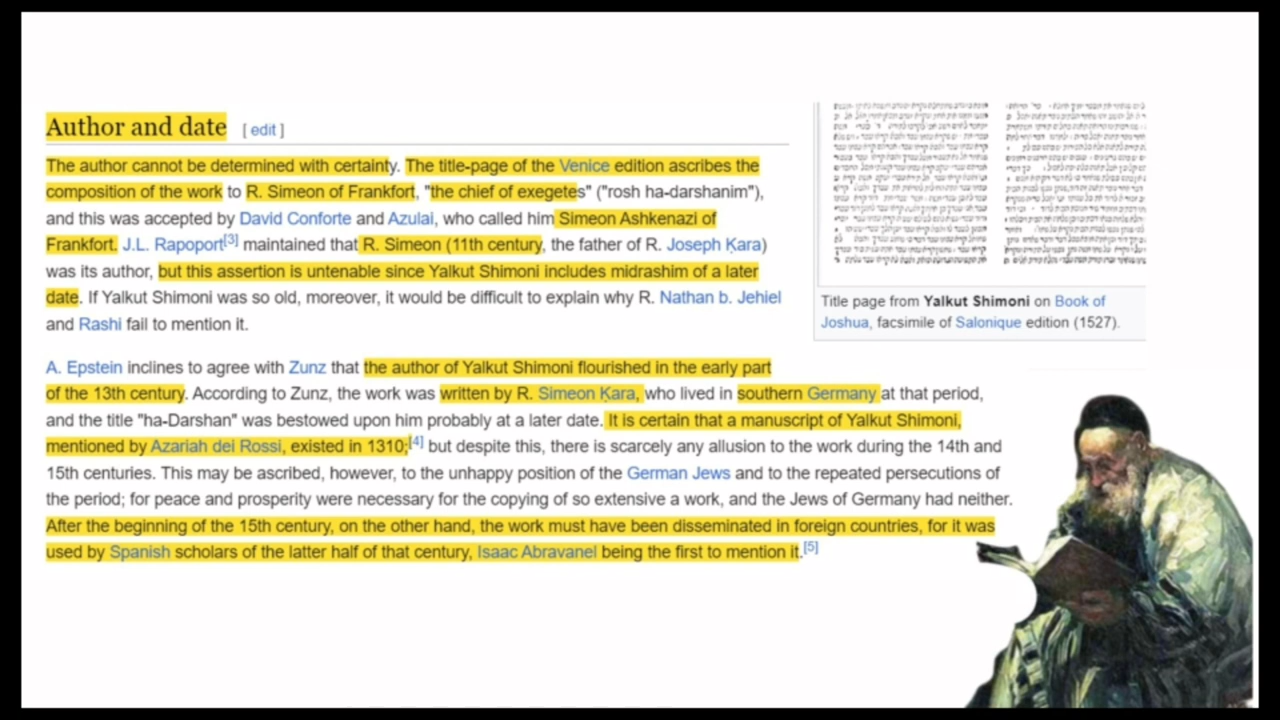 Author and date [ edit ]
The author cannot be determined with certainty. The title-page of the Venice edition ascribes the
composition of the work to R. Simeon of Frankfort, "the chief of exegetes" ("rosh ha-darshanim"),
and this was accepted by David Conforte and Azulai, who called him Simeon Ashkenazi of
Frankfort. J.L. Rapoport[3] maintained that R. Simeon (11th century, the father of R. Joseph Ḳara)
was its author, but this assertion is untenable since Yalkut Shimoni includes midrashim of a later
date. If Yalkut Shimoni was so old, moreover, it would be difficult to explain why R. Nathan b. Jehiel
and Rashi fail to mention it.
Title page from Yalkut Shimoni on Book of
Joshua, facsimile of Salonique edition (1527).
A. Epstein inclines to agree with Zunz that the author of Yalkut Shimoni flourished in the early part
of the 13th century. According to Zunz, the work was written by R. Simeon Ḳara, who lived in southern Germany at that period,
and the title "ha-Darshan" was bestowed upon him probably at a later date. It is certain that a manuscript of Yalkut Shimoni,
mentioned by Azariah dei Rossi, existed in 1310;[4] but despite this, there is scarcely any allusion to the work during the 14th and
15th centuries. This may be ascribed, however, to the unhappy position of the German Jews and to the repeated persecutions of
the period; for peace and prosperity were necessary for the copying of so extensive a work, and the Jews of Germany had neither.
After the beginning of the 15th century, on the other hand, the work must have been disseminated in foreign countries, for it was
used by Spanish scholars of the latter half of that century, Isaac Abravanel being the first to mention it.[5]